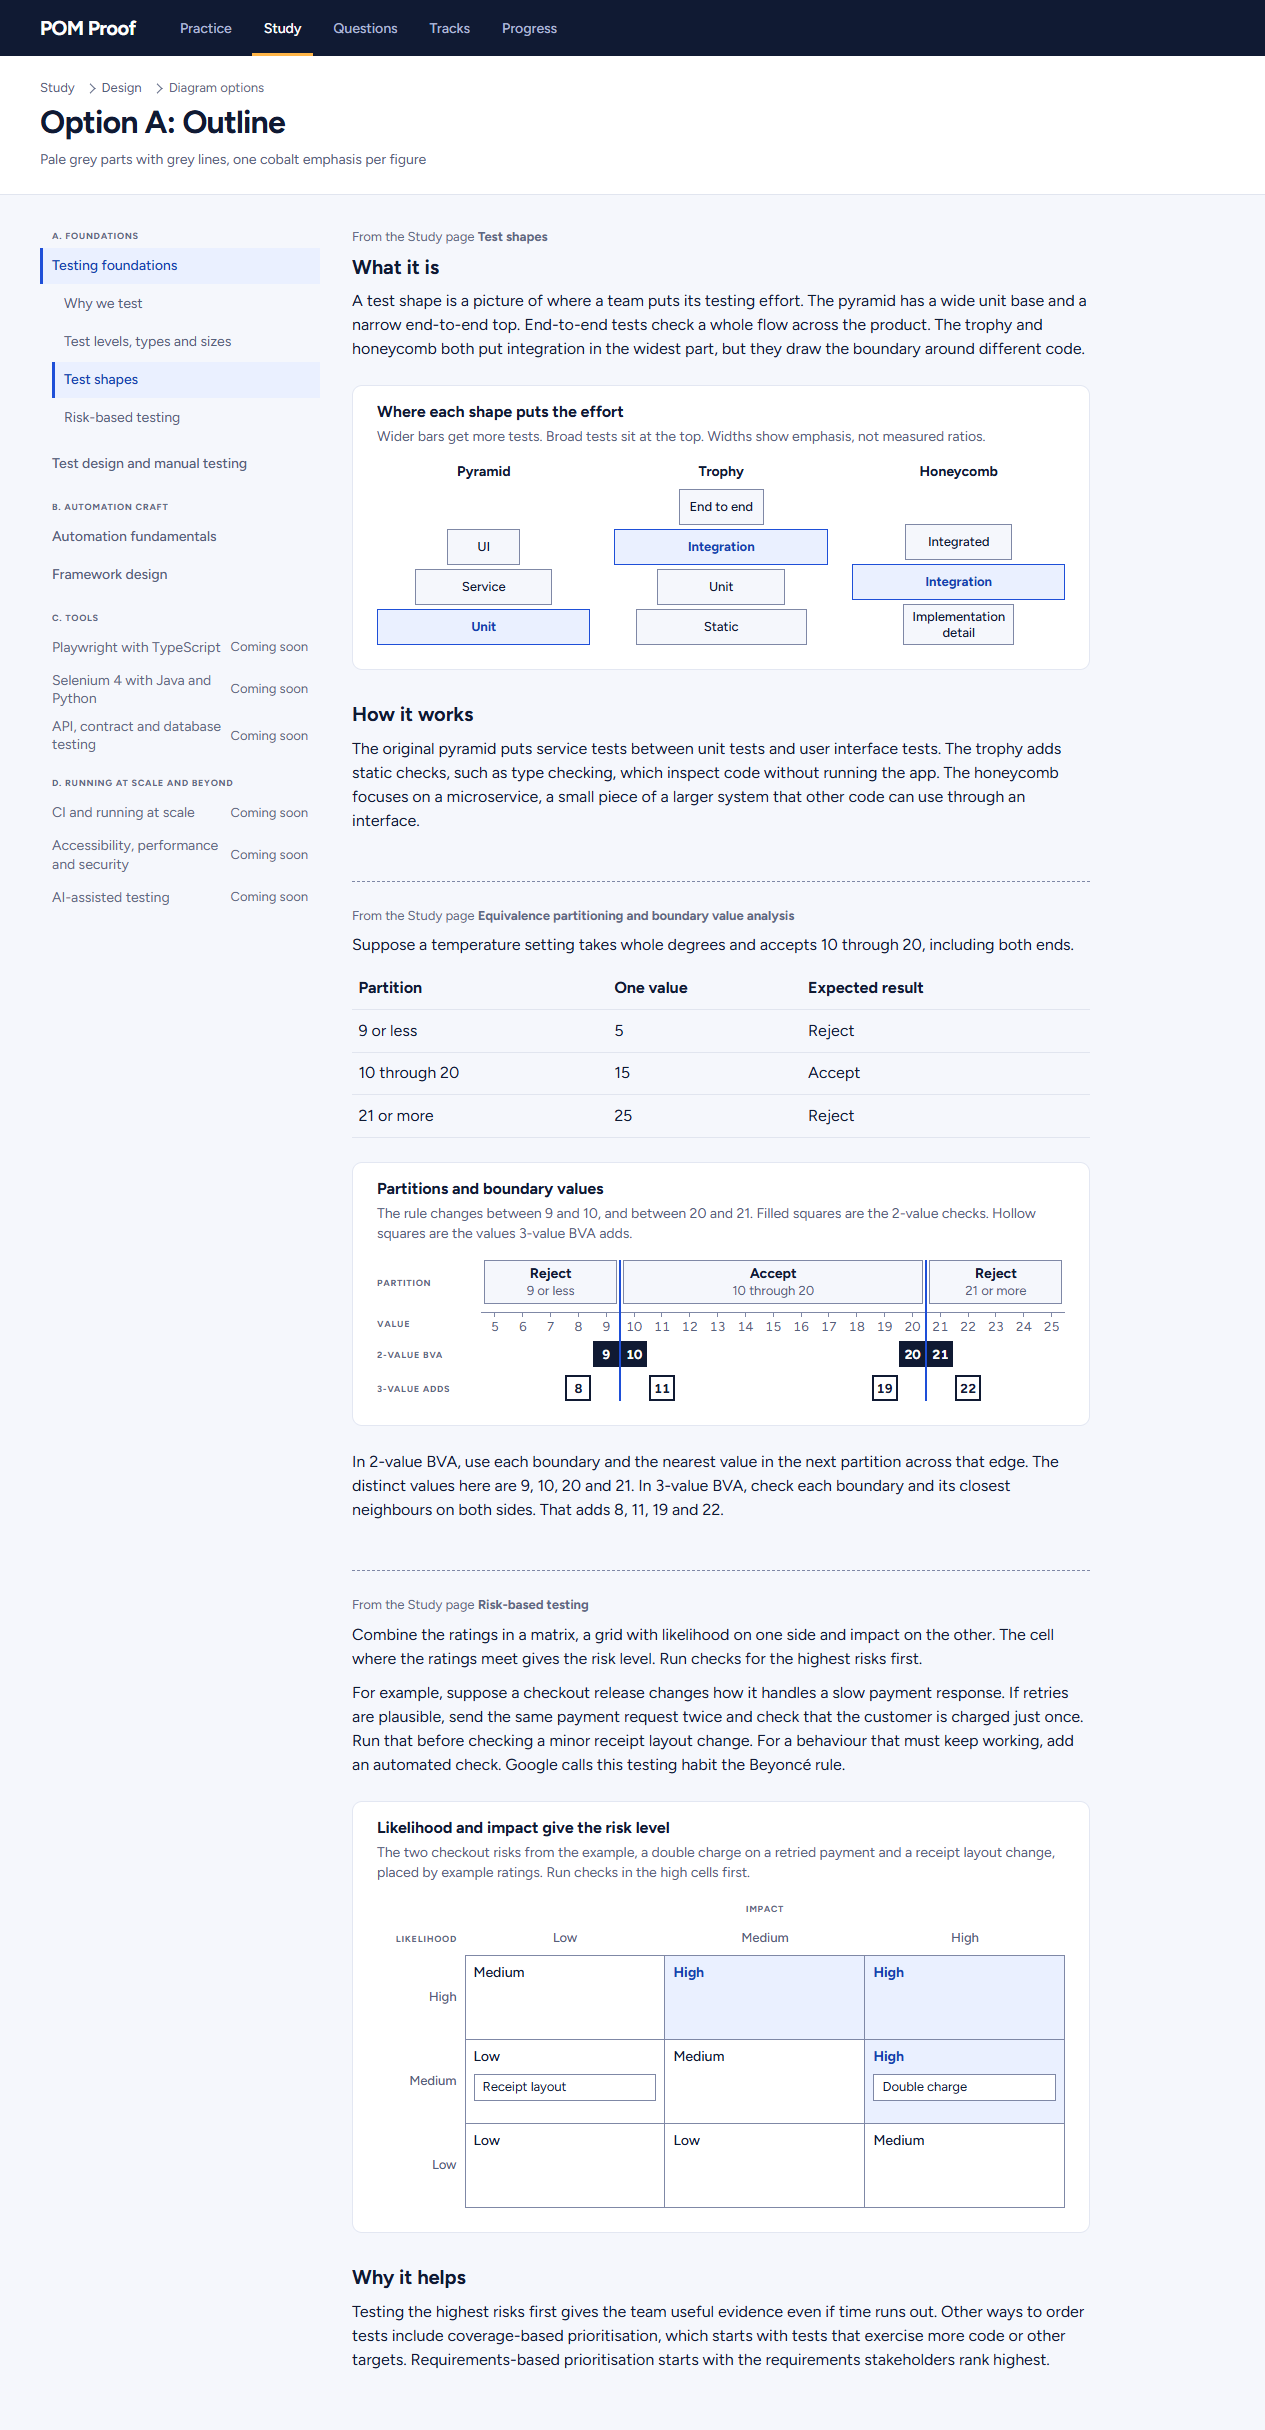 POM Proof
Practice
Study
Questions
Tracks
Progress
Study
Design
Diagram options
Option A: Outline
Pale grey parts with grey lines, one cobalt emphasis per figure
A. FOUNDATIONS
Testing foundations
Why we test
Test levels, types and sizes
Test shapes
Risk-based testing
Test design and manual testing
B. AUTOMATION CRAFT
Automation fundamentals
Framework design
C. TOOLS
Playwright with TypeScript
Coming soon
Selenium 4 with Java and
Python
Coming soon
API, contract and database
testing
Coming soon
D. RUNNING AT SCALE AND BEYOND
CI and running at scale
Coming soon
Accessibility, performance
and security
Coming soon
AI-assisted testing
Coming soon
From the Study page Test shapes
What it is
A test shape is a picture of where a team puts its testing effort. The pyramid has a wide unit base and a
narrow end-to-end top. End-to-end tests check a whole flow across the product. The trophy and
honeycomb both put integration in the widest part, but they draw the boundary around different code.
Where each shape puts the effort
Wider bars get more tests. Broad tests sit at the top. Widths show emphasis, not measured ratios.
Pyramid
UI
Service
Unit
Trophy
End to end
Integration
Unit
Static
Honeycomb
Integrated
Integration
Implementation
detail
How it works
The original pyramid puts service tests between unit tests and user interface tests. The trophy adds
static checks, such as type checking, which inspect code without running the app. The honeycomb
focuses on a microservice, a small piece of a larger system that other code can use through an
interface.
From the Study page Equivalence partitioning and boundary value analysis
Suppose a temperature setting takes whole degrees and accepts 10 through 20, including both ends.
Partition One value Expected result
9 or less 5 Reject
10 through 20 15 Accept
21 or more 25 Reject
Partitions and boundary values
The rule changes between 9 and 10, and between 20 and 21. Filled squares are the 2-value checks. Hollow
squares are the values 3-value BVA adds.
PARTITION
Reject
9 or less
Accept
10 through 20
Reject
21 or more
VALUE 5 6 7 8 9 10 11 12 13 14 15 16 17 18 19 20 21 22 23 24 25
2-VALUE BVA 9 10 20 21
3-VALUE ADDS 8 11 19 22
In 2-value BVA, use each boundary and the nearest value in the next partition across that edge. The
distinct values here are 9, 10, 20 and 21. In 3-value BVA, check each boundary and its closest
neighbours on both sides. That adds 8, 11, 19 and 22.
From the Study page Risk-based testing
Combine the ratings in a matrix, a grid with likelihood on one side and impact on the other. The cell
where the ratings meet gives the risk level. Run checks for the highest risks first.
For example, suppose a checkout release changes how it handles a slow payment response. If retries
are plausible, send the same payment request twice and check that the customer is charged just once.
Run that before checking a minor receipt layout change. For a behaviour that must keep working, add
an automated check. Google calls this testing habit the Beyoncé rule.
Likelihood and impact give the risk level
The two checkout risks from the example, a double charge on a retried payment and a receipt layout change,
placed by example ratings. Run checks in the high cells first.
IMPACT
LIKELIHOOD Low Medium High
High Medium High High
Medium Low Medium High
Receipt layout
Double charge
Low Low Low Medium
Why it helps
Testing the highest risks first gives the team useful evidence even if time runs out. Other ways to order
tests include coverage-based prioritisation, which starts with tests that exercise more code or other
targets. Requirements-based prioritisation starts with the requirements stakeholders rank highest.